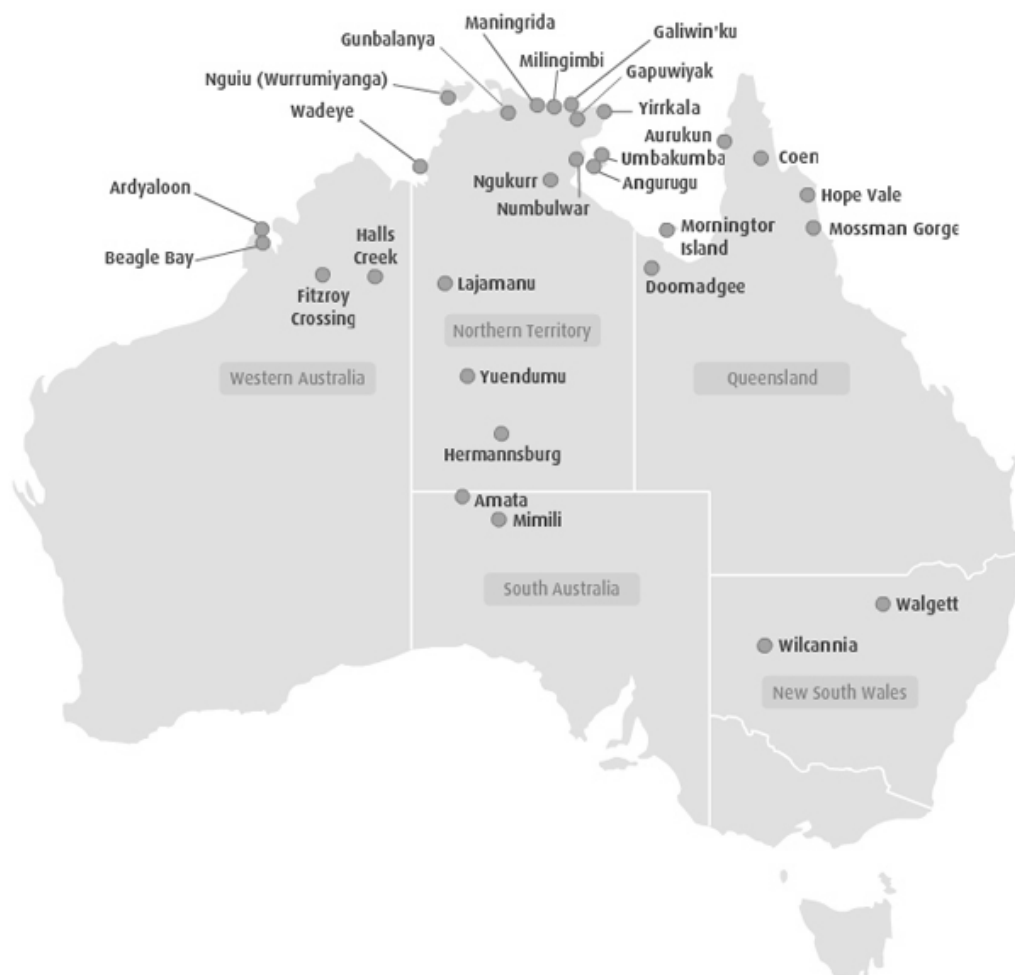 Maningrida
Galiwin'ku
Gunbalanya
Milingimbi
Gapuwiyak
Nguiu (Wurrumiyanga)
Wadeye
Yirrkala
Aurukun
Umbakumba
Coen
Angurugu
Ngukurr
Numbulwar
Ardyaloon
Hope Vale
Beagle Bay
Halls
Creek
Morningtor
Island
Mossman Gorge
Fitzroy
Crossing
Lajamanu
Doomadgee
Northern Territory
Western Australia
Yuendumu
Queensland
Hermannsburg
Amata
Mimili
South Australia
Walgett
Wilcannia
New South Wales